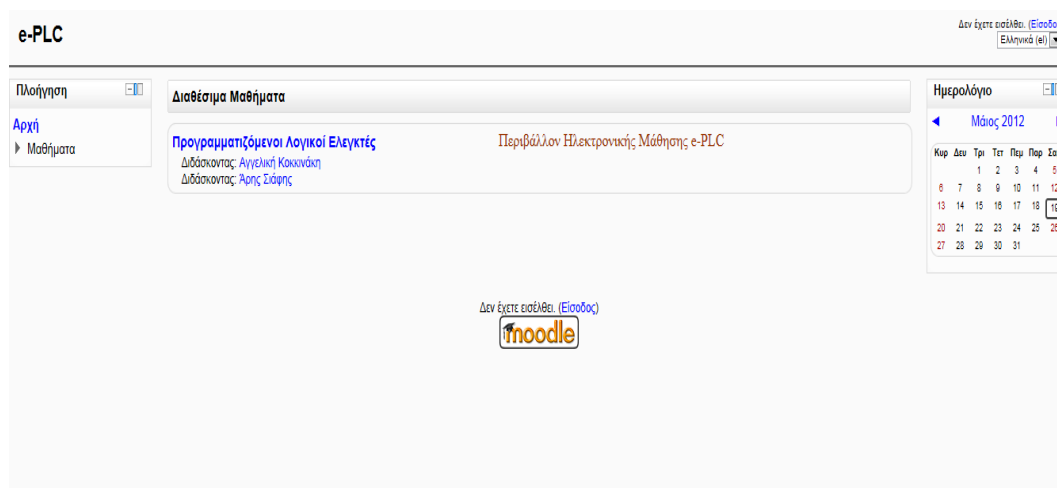 e-PLC
Δεν έχετε εισέλθει. (Είσοδο
Ελληνικά (el)
Πλοήγηση
Αρχή
Μαθήματα
Διαθέσιμα Μαθήματα
Προγραμματιζόμενοι Λογικοί Ελεγκτές
Διδάσκοντας: Αγγελική Κοκκινάκη
Διδάσκοντας: Άρης Σιάφης
Περιβάλλον Ηλεκτρονικής Μάθησης e-PLC
Ημερολόγιο
Μάιος 2012
Κυρ Δευ Τρι Τετ Πεμ Παρ Σα
1 2 3 4 5
6 7 8 9 10 11 12
13 14 15 16 17 18 19
20 21 22 23 24 25 26
27 28 29 30 31
Δεν έχετε εισέλθει. (Είσοδος)
moodle